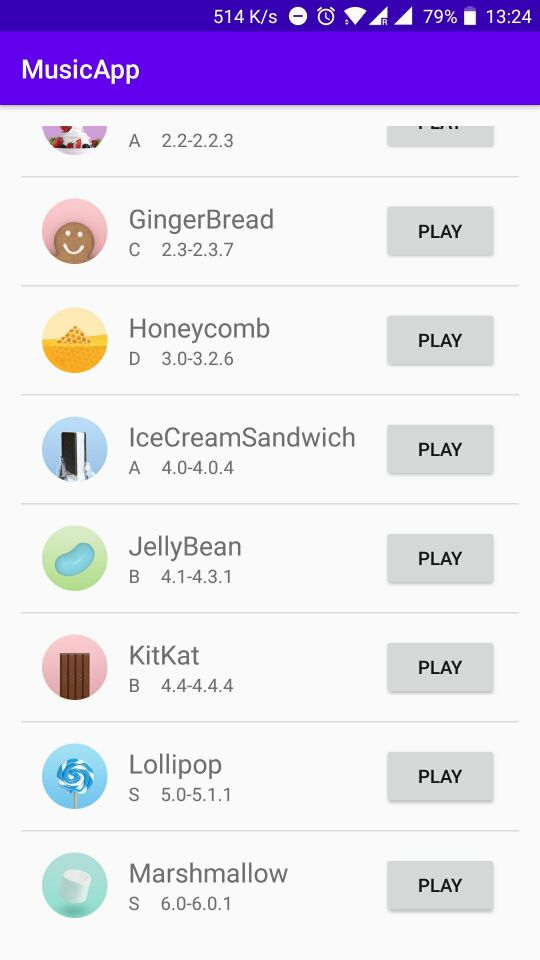 514 K/s R 79% 13:24
MusicApp
A 2.2-2.2.3 PLAY
GingerBread
C 2.3-2.3.7 PLAY
Honeycomb
D 3.0-3.2.6 PLAY
IceCreamSandwich
A 4.0-4.0.4 PLAY
JellyBean
B 4.1-4.3.1 PLAY
KitKat
B 4.4-4.4.4 PLAY
Lollipop
S 5.0-5.1.1 PLAY
Marshmallow
S 6.0-6.0.1 PLAY